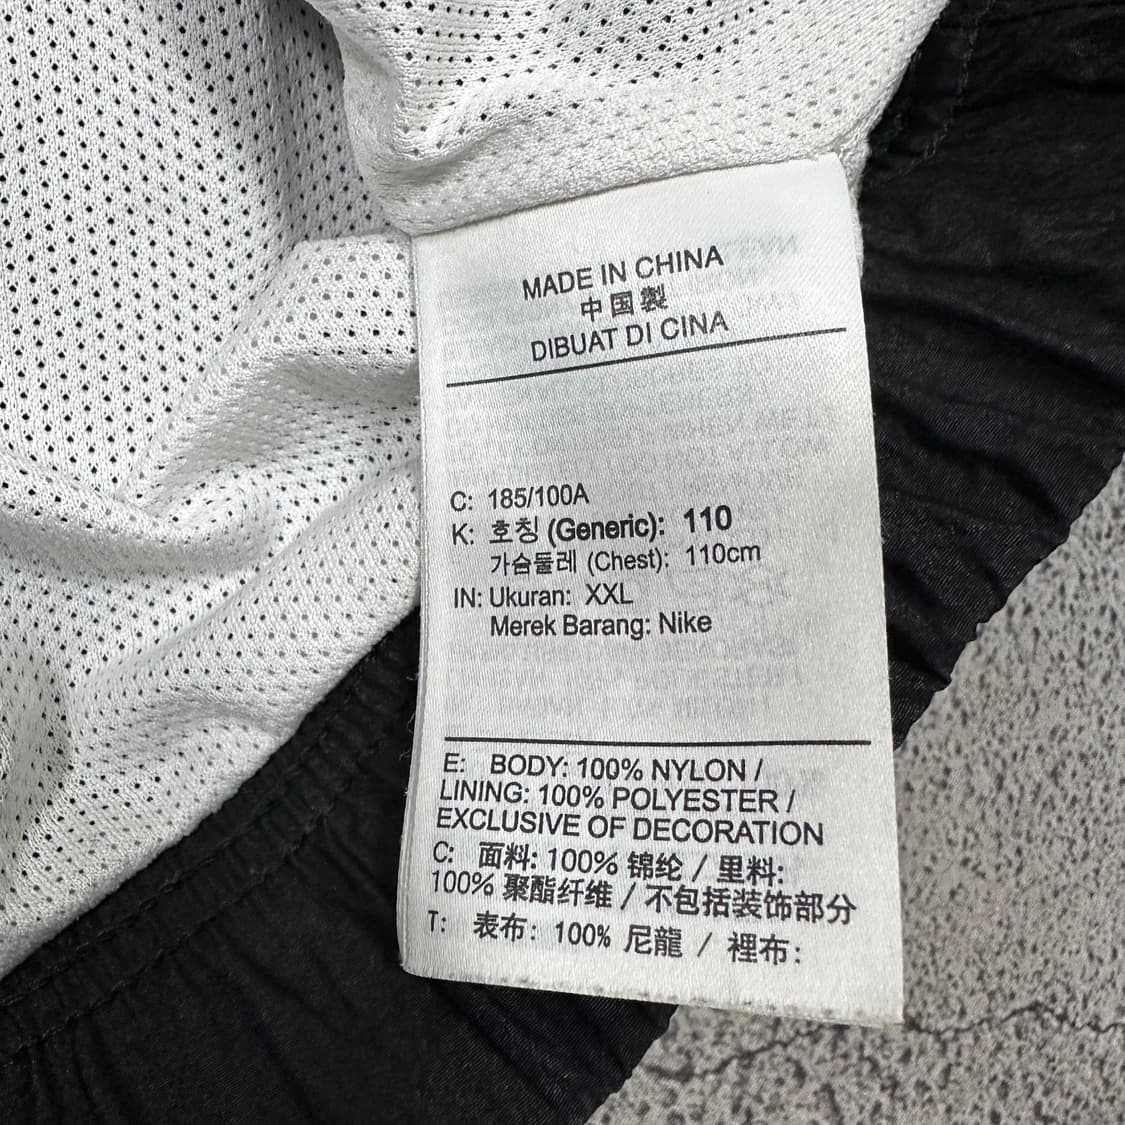 MADE IN CHINA
中国製
DIBUAT DI CINA
C: 185/100A
K: 호칭 (Generic): 110
가슴둘레 (Chest): 110cm
IN: Ukuran: XXL
Merek Barang: Nike
E: BODY: 100% NYLON /
LINING: 100% POLYESTER /
EXCLUSIVE OF DECORATION
C: 面料: 100% 锦纶 / 里料:
100% 聚酯纤维 / 不包括装饰部分
T: 表布: 100% 尼龍 / 裡布: